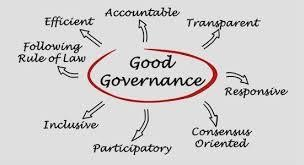 Accountable
Efficient
Transparent
Following
Rule of Law
Good
Governance
Responsive
Inclusive
Consensus
Oriented
Participatory